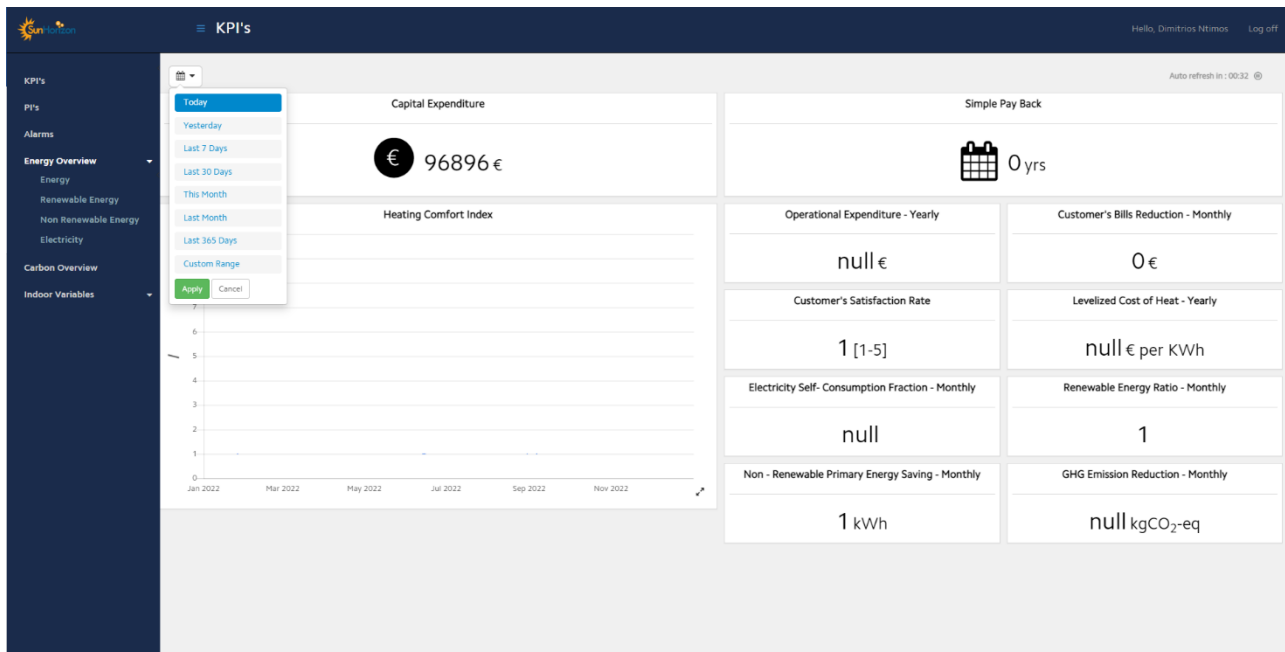 SunHorizon
KPI's
Hello, Dimitrios Ntimos Log off
KPI's
PI's
Alarms
Energy Overview
Energy
Renewable Energy
Non Renewable Energy
Electricity
Carbon Overview
Indoor Variables
Auto refresh in : 00:32
Today
Yesterday
Last 7 Days
Last 30 Days
This Month
Last Month
Last 365 Days
Custom Range
Apply Cancel
Capital Expenditure
€ 96896 €
Simple Pay Back
0 yrs
Heating Comfort Index
7
6
5
4
3
2
1
0
Jan 2022 Mar 2022 May 2022 Jul 2022 Sep 2022 Nov 2022
/
Operational Expenditure - Yearly
null €
Customer's Bills Reduction - Monthly
0 €
Customer's Satisfaction Rate
1 [1-5]
Levelized Cost of Heat - Yearly
null € per KWh
Electricity Self- Consumption Fraction - Monthly
null
Renewable Energy Ratio - Monthly
1
Non - Renewable Primary Energy Saving - Monthly
1 kWh
GHG Emission Reduction - Monthly
null kgCO₂-eq